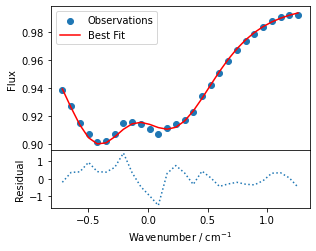 Observations
Best Fit
Flux
0.98
0.96
0.94
0.92
0.90
Residual
1
0
−1
−0.5
0.0
0.5
1.0
Wavenumber / cm⁻¹